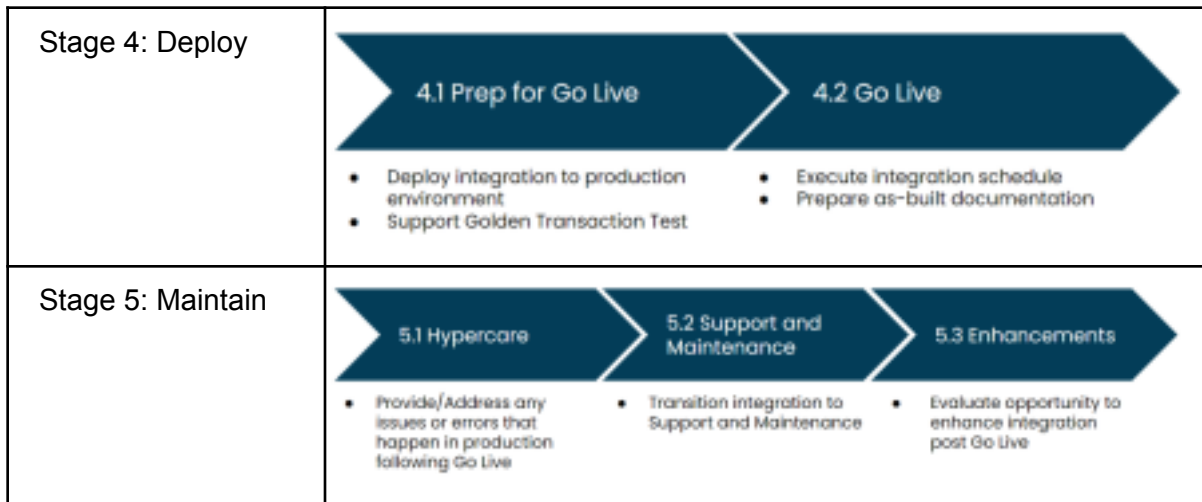 Stage 4: Deploy
4.1 Prep for Go Live
4.2 Go Live
● Deploy integration to production
environment
● Support Golden Transaction Test
● Execute integration schedule
● Prepare as-built documentation
Stage 5: Maintain
5.1 Hypercare
5.2 Support and
Maintenance
5.3 Enhancements
● Provide/Address any
issues or errors that
happen in production
following Go Live
● Transition integration to
Support and Maintenance
● Evaluate opportunity to
enhance integration
post Go Live